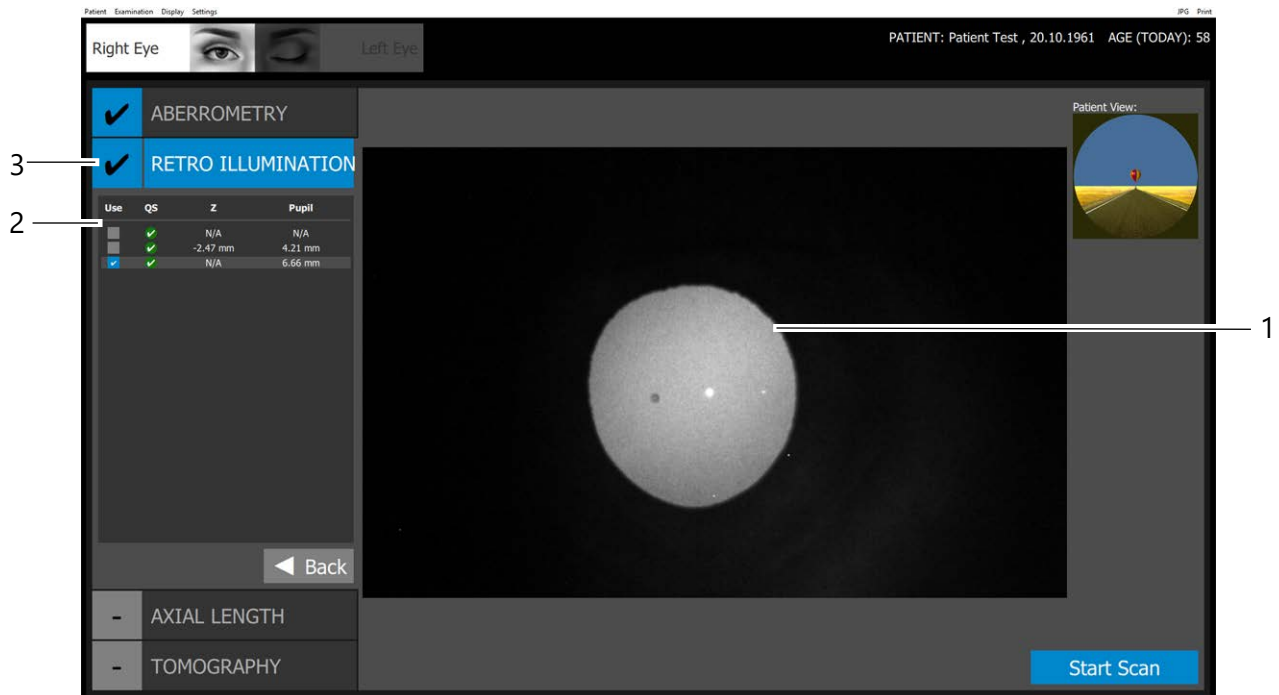 Patient Examination Display Settings JPG Print
Right Eye Left Eye PATIENT: Patient Test , 20.10.1961 AGE (TODAY): 58
✔ ABERROMETRY
Patient View:
3 ✔ RETRO ILLUMINATION
Use QS Z Pupil
2
N/A N/A
-2.47 mm 4.21 mm
N/A 6.66 mm
1
◀ Back
- AXIAL LENGTH
- TOMOGRAPHY
Start Scan